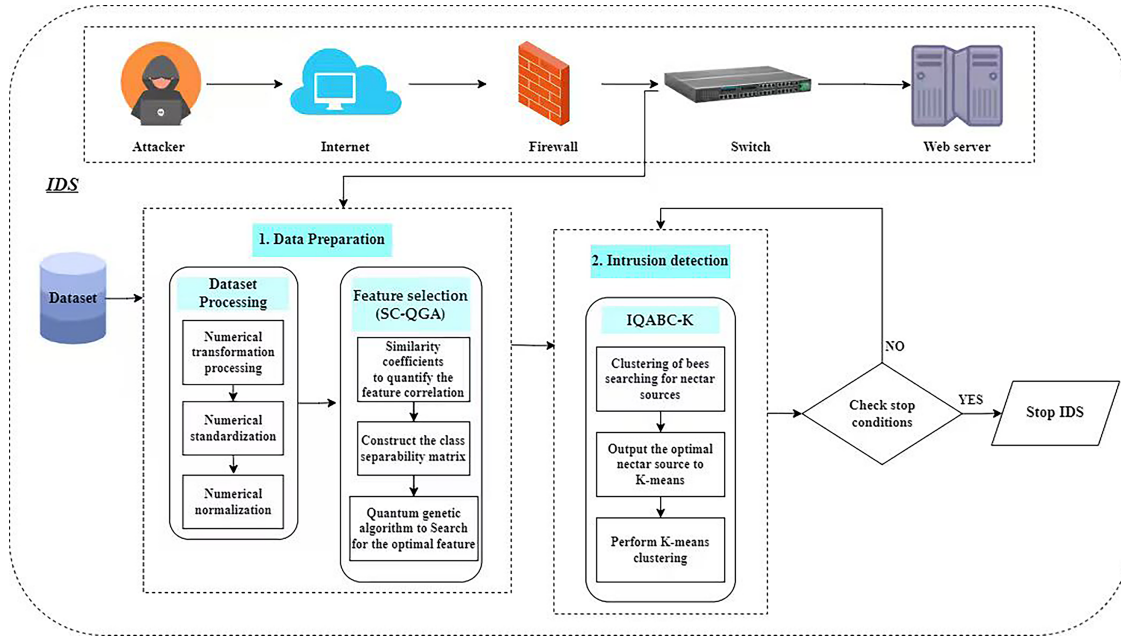 Attacker
Internet
Firewall
Switch
Web server
IDS
Dataset
1. Data Preparation
Dataset
Processing
Numerical
transformation
processing
Numerical
standardization
Numerical
normalization
Feature selection
(SC-QGA)
Similarity
coefficients
to quantify the
feature correlation
Construct the class
separability matrix
Quantum genetic
algorithm to Search
for the optimal feature
2. Intrusion detection
IQABC-K
Clustering of bees
searching for nectar
sources
Output the optimal
nectar source to
K-means
Perform K-means
clustering
NO
Check stop
conditions
YES
Stop IDS